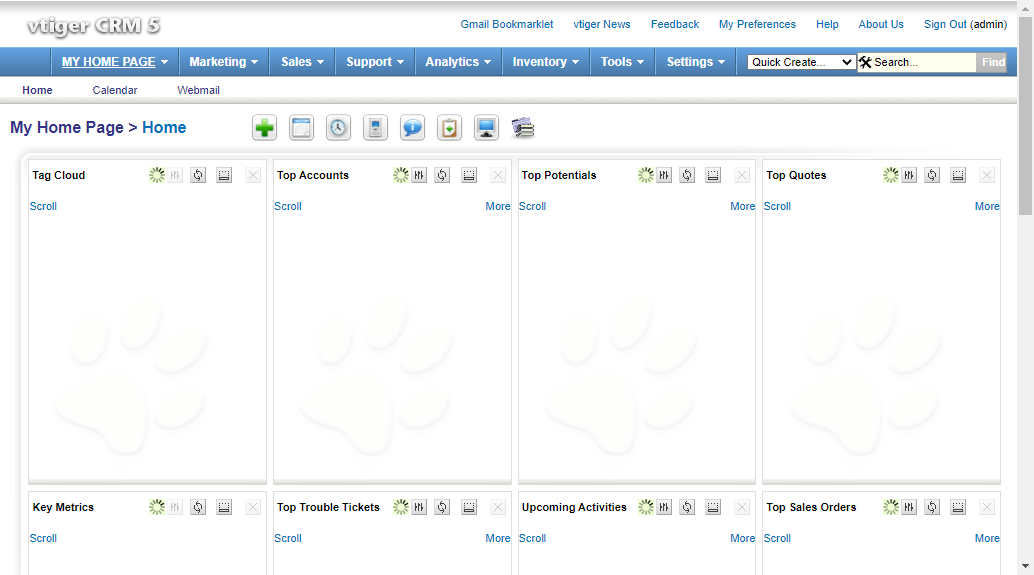 vtiger CRM 5
Gmail Bookmarklet vtiger News Feedback My Preferences Help About Us Sign Out (admin)
MY HOME PAGE Marketing Sales Support Analytics Inventory Tools Settings Quick Create... Search... Find
Home Calendar Webmail
My Home Page > Home
Tag Cloud Top Accounts Top Potentials Top Quotes
Scroll Scroll More Scroll More Scroll More
Key Metrics Top Trouble Tickets Upcoming Activities Top Sales Orders
Scroll Scroll More Scroll More Scroll More